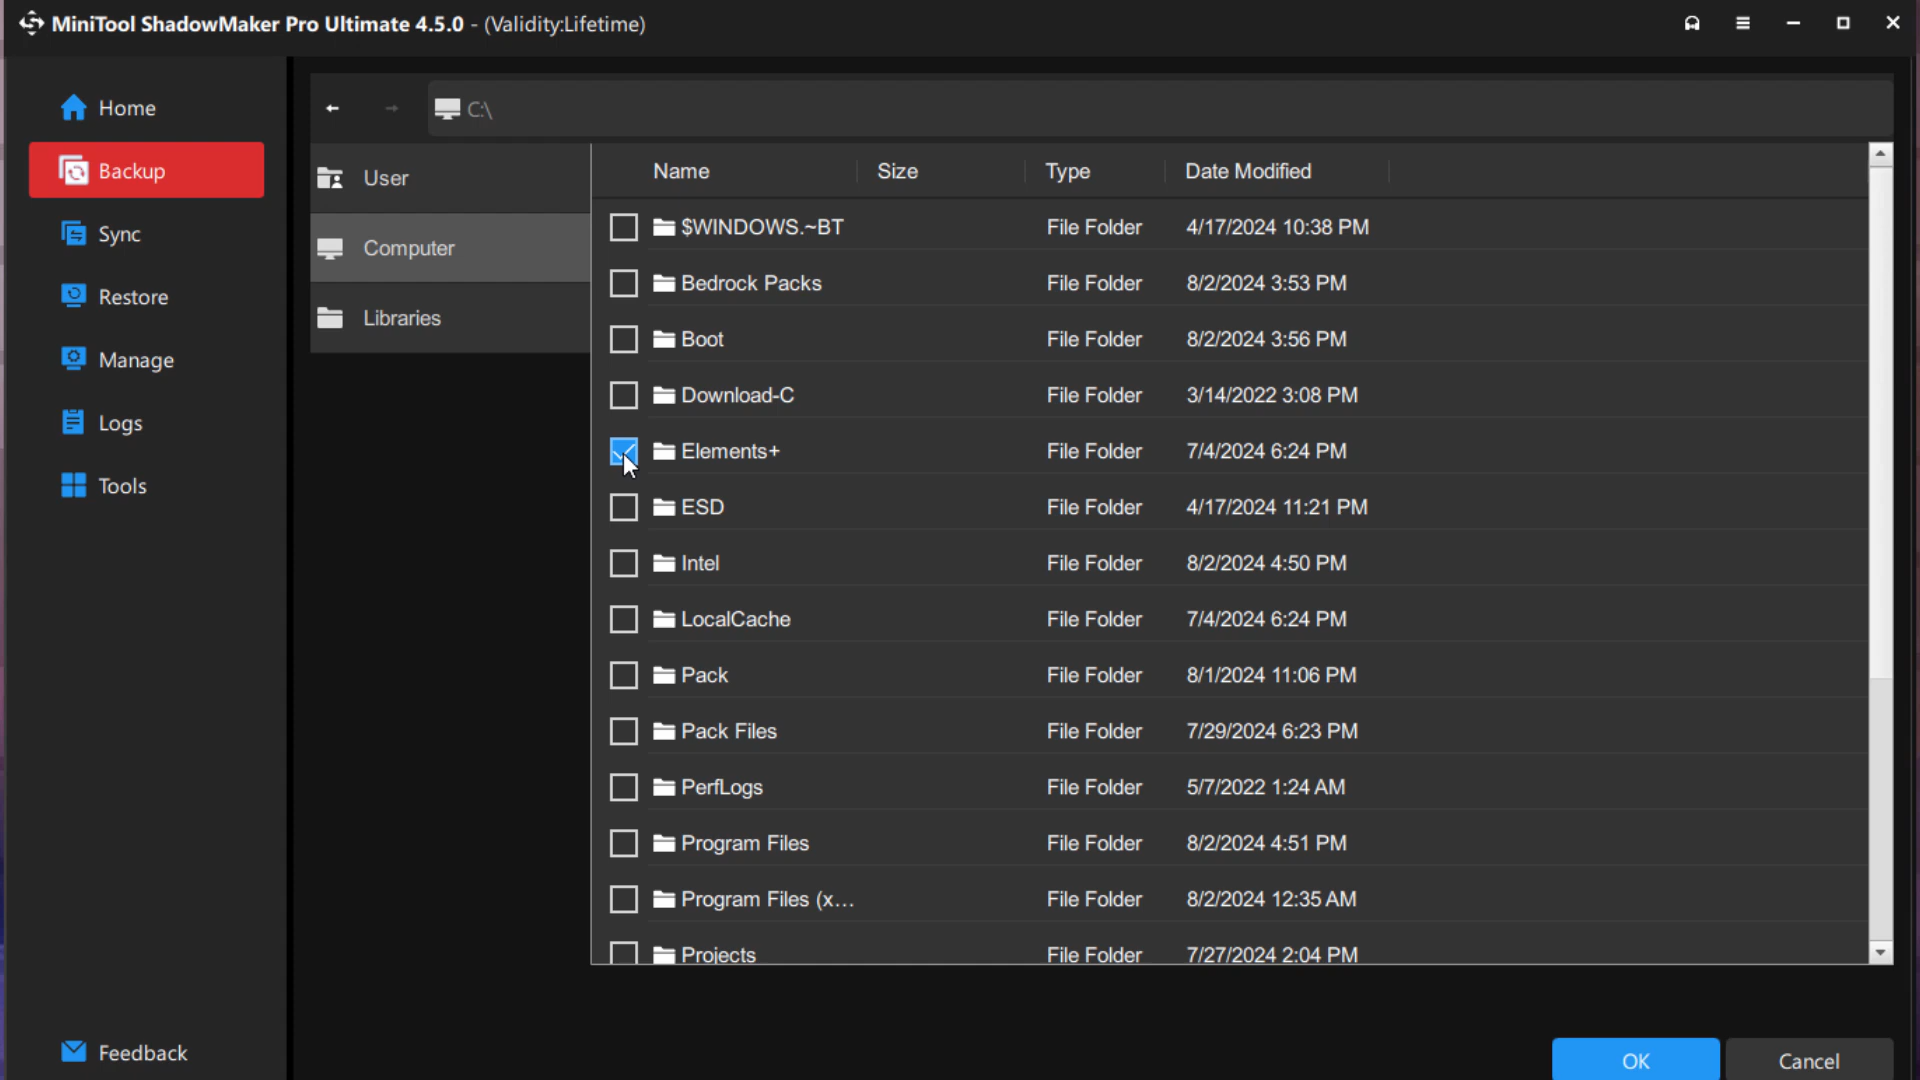 MiniTool ShadowMaker Pro Ultimate 4.5.0 - (Validity:Lifetime)
Home
Backup
Sync
Restore
Manage
Logs
Tools
Feedback
C:\
User
Computer
Libraries
Name Size Type Date Modified
$WINDOWS.~BT File Folder 4/17/2024 10:38 PM
Bedrock Packs File Folder 8/2/2024 3:53 PM
Boot File Folder 8/2/2024 3:56 PM
Download-C File Folder 3/14/2022 3:08 PM
Elements+ File Folder 7/4/2024 6:24 PM
ESD File Folder 4/17/2024 11:21 PM
Intel File Folder 8/2/2024 4:50 PM
LocalCache File Folder 7/4/2024 6:24 PM
Pack File Folder 8/1/2024 11:06 PM
Pack Files File Folder 7/29/2024 6:23 PM
PerfLogs File Folder 5/7/2022 1:24 AM
Program Files File Folder 8/2/2024 4:51 PM
Program Files (x... File Folder 8/2/2024 12:35 AM
Projects File Folder 7/27/2024 2:04 PM
OK Cancel